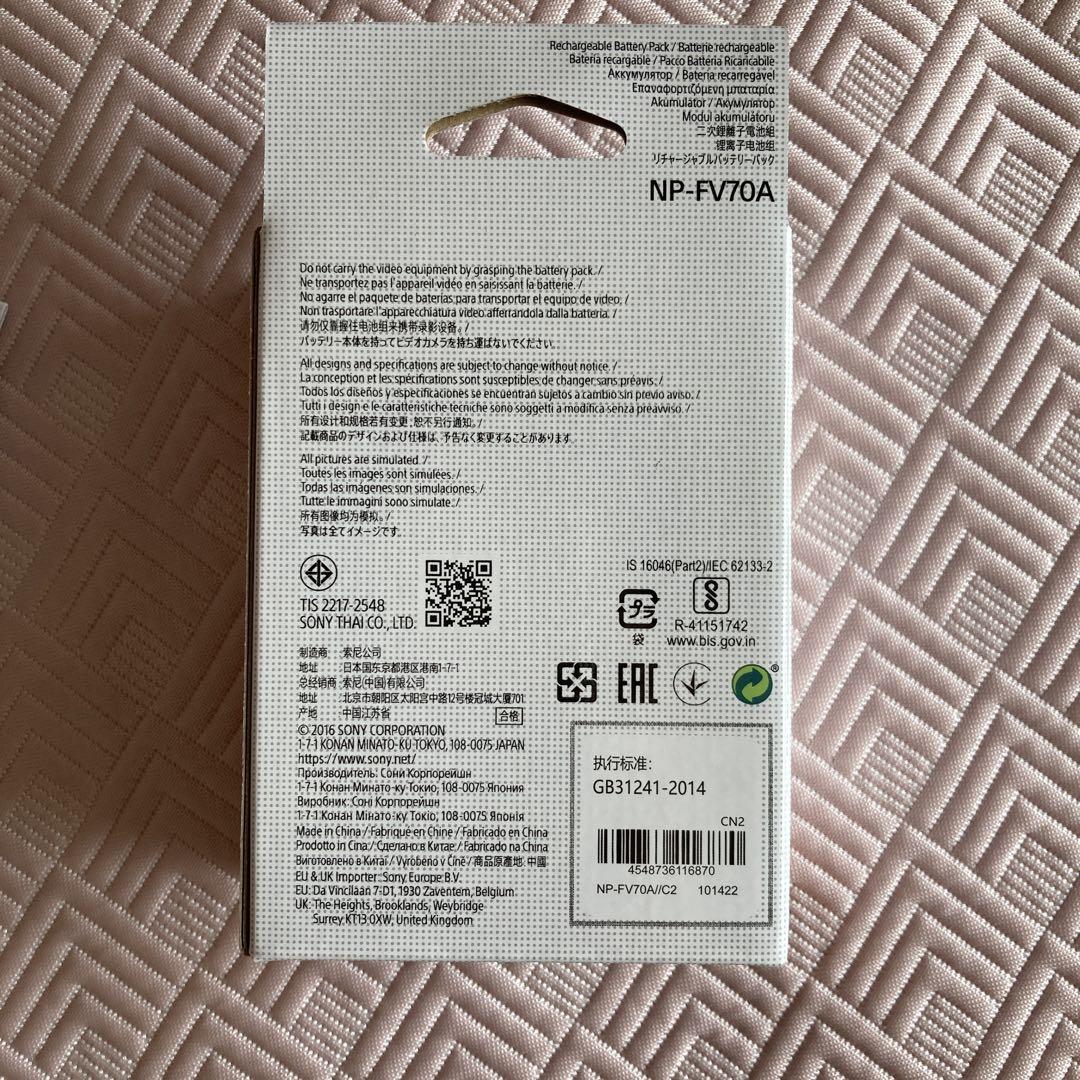 Rechargeable Battery Pack / Batterie rechargeable
Batería recargable / Pacco Batteria Ricaricabile
Аккумулятор / Bateria recarregável
Επαναφορτιζόμενη μπαταρία
Akumulator / Акумулятор
Modul akumulátoru
二次鋰離子電池組
锂离子电池组
リチャージャブルバッテリーパック
NP-FV70A
Do not carry the video equipment by grasping the battery pack. /
Ne transportez pas l'appareil vidéo en saisissant la batterie. /
No agarre el paquete de baterías para transportar el equipo de video. /
Non trasportare l'apparecchiatura video afferrandola dalla batteria. /
请勿仅靠握住电池组来携带录影设备。/
バッテリー本体を持ってビデオカメラを持ち運ばないでください。
All designs and specifications are subject to change without notice. /
La conception et les spécifications sont susceptibles de changer sans préavis. /
Todos los diseños y especificaciones se encuentran sujetos a cambio sin previo aviso. /
Tutti i design e le caratteristiche tecniche sono soggetti a modifica senza preavviso. /
所有设计和规格若有变更,恕不另行通知。/
記載商品のデザインおよび仕様は、予告なく変更することがあります。
All pictures are simulated. /
Toutes les images sont simulées. /
Todas las imágenes son simulaciones. /
Tutte le immagini sono simulate. /
所有图像均为模拟。/
写真は全てイメージです。
TIS 2217-2548
SONY THAI CO., LTD.
IS 16046(Part2)/IEC 62133-2
プラ
袋
R-41151742
www.bis.gov.in
EAC
®
制造商 :索尼公司
地址 :日本国东京都港区港南1-7-1
总经销商:索尼(中国)有限公司
地址 :北京市朝阳区太阳宫中路12号楼冠城大厦701
产地 :中国江苏省
合格
© 2016 SONY CORPORATION
1-7-1 KONAN MINATO-KU TOKYO, 108-0075 JAPAN
https://www.sony.net/
Производитель: Сони Корпорейшн
1-7-1 Конан Минато-ку Токио, 108-0075 Япония
Виробник: Соні Корпорейшн
1-7-1 Конан Мінато-ку Токіо, 108-0075 Японія
Made in China / Fabriqué en Chine / Fabricado en China
Prodotto in Cina / Сделано в Китае / Fabricado na China
Виготовлено в Китаї / Vyrobeno v Číně / 商品原產地: 中國
EU & UK Importer: Sony Europe B.V.
EU: Da Vincilaan 7-D1, 1930 Zaventem, Belgium
UK: The Heights, Brooklands, Weybridge
Surrey KT13 0XW, United Kingdom
执行标准:
GB31241-2014
CN2
4548736116870
NP-FV70A//C2 101422